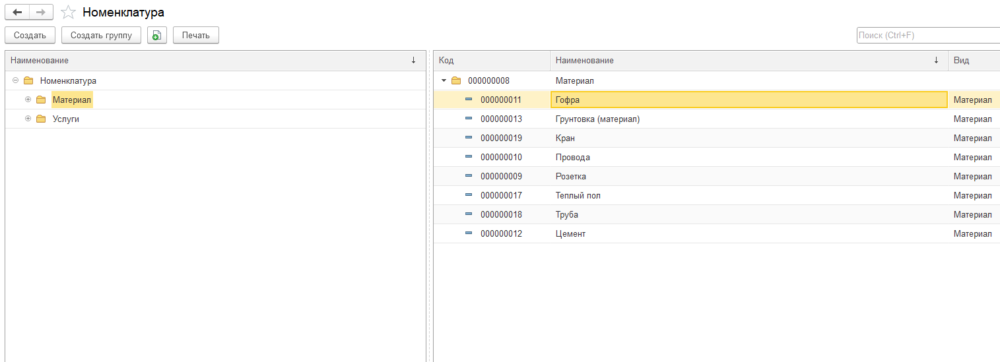 Номенклатура
Создать Создать группу Печать Поиск (Ctrl+F)
Наименование Код Наименование Вид
Номенклатура 000000008 Материал
Материал 000000011 Гофра Материал
Услуги 000000013 Грунтовка (материал) Материал
000000019 Кран Материал
000000010 Провода Материал
000000009 Розетка Материал
000000017 Теплый пол Материал
000000018 Труба Материал
000000012 Цемент Материал